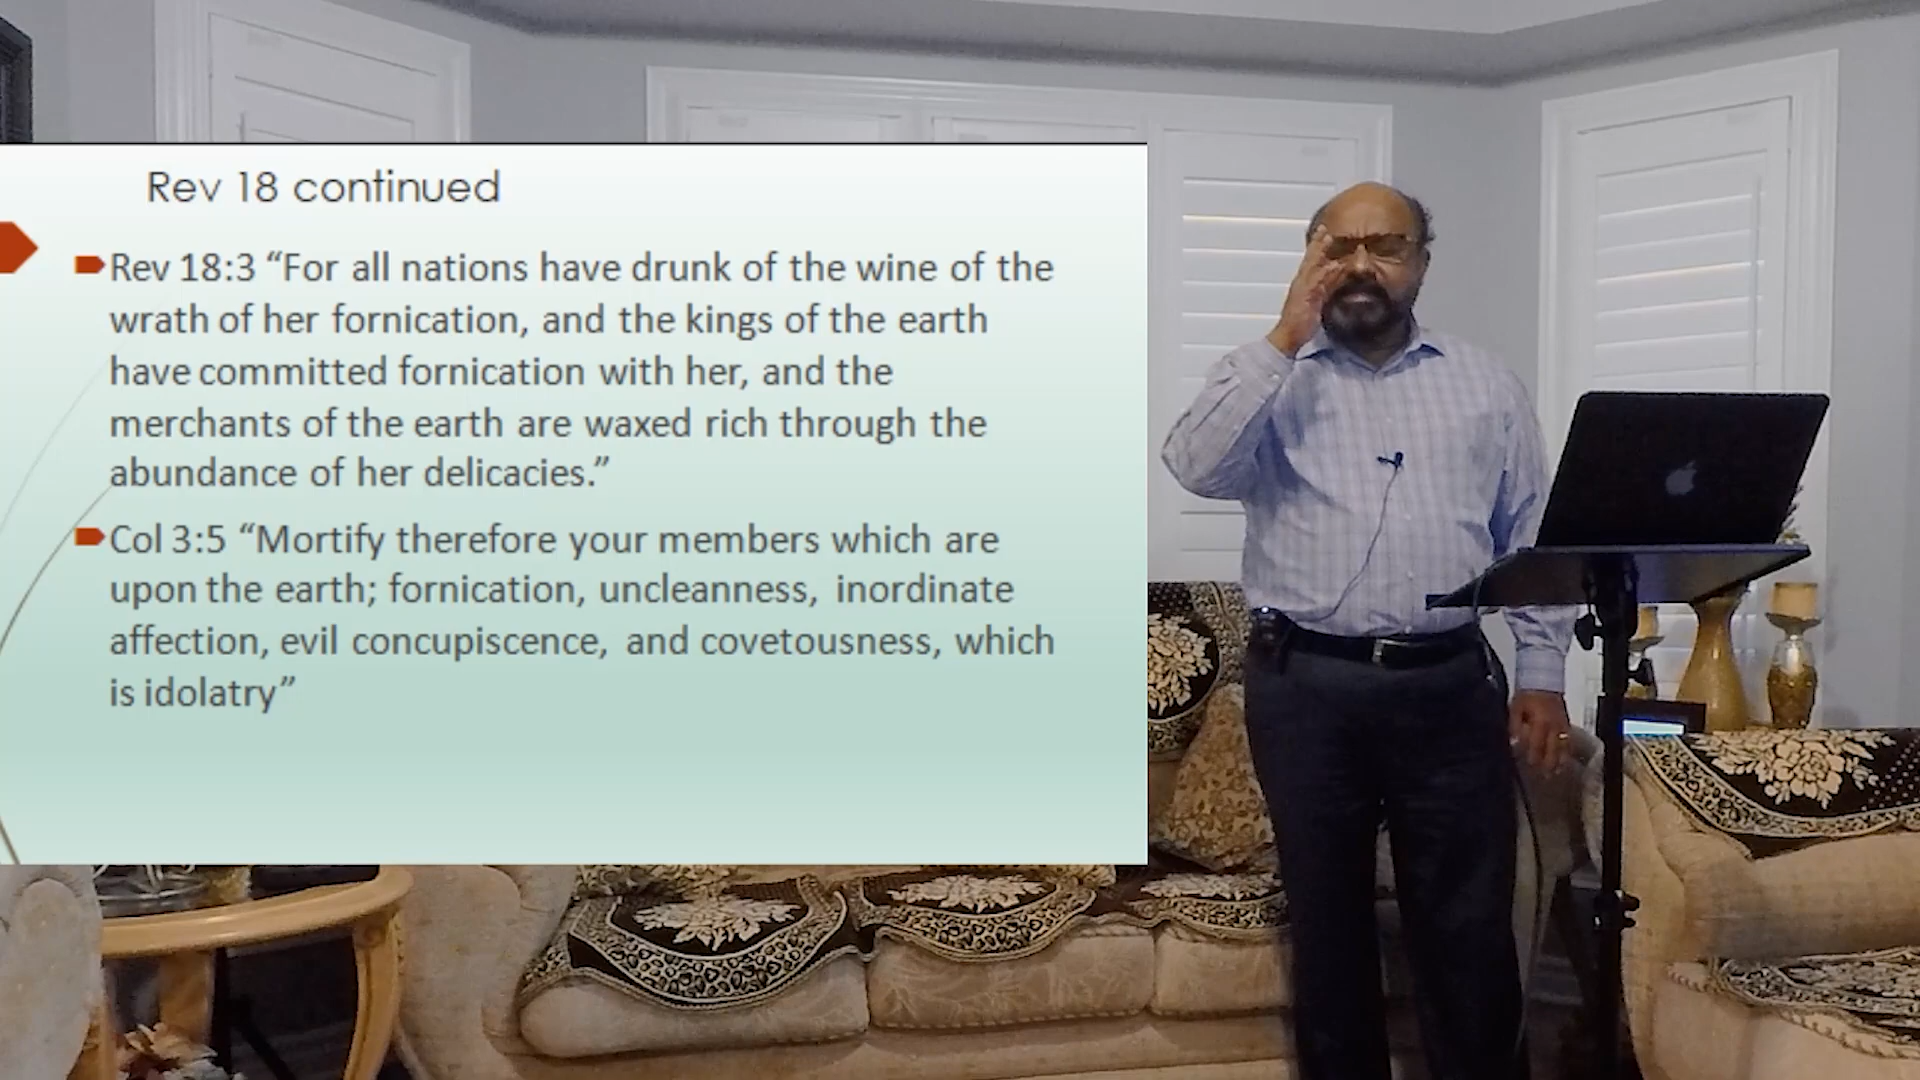 Rev 18 continued
Rev 18:3 “For all nations have drunk of the wine of the
wrath of her fornication, and the kings of the earth
have committed fornication with her, and the
merchants of the earth are waxed rich through the
abundance of her delicacies.”
Col 3:5 “Mortify therefore your members which are
upon the earth; fornication, uncleanness, inordinate
affection, evil concupiscence, and covetousness, which
is idolatry”